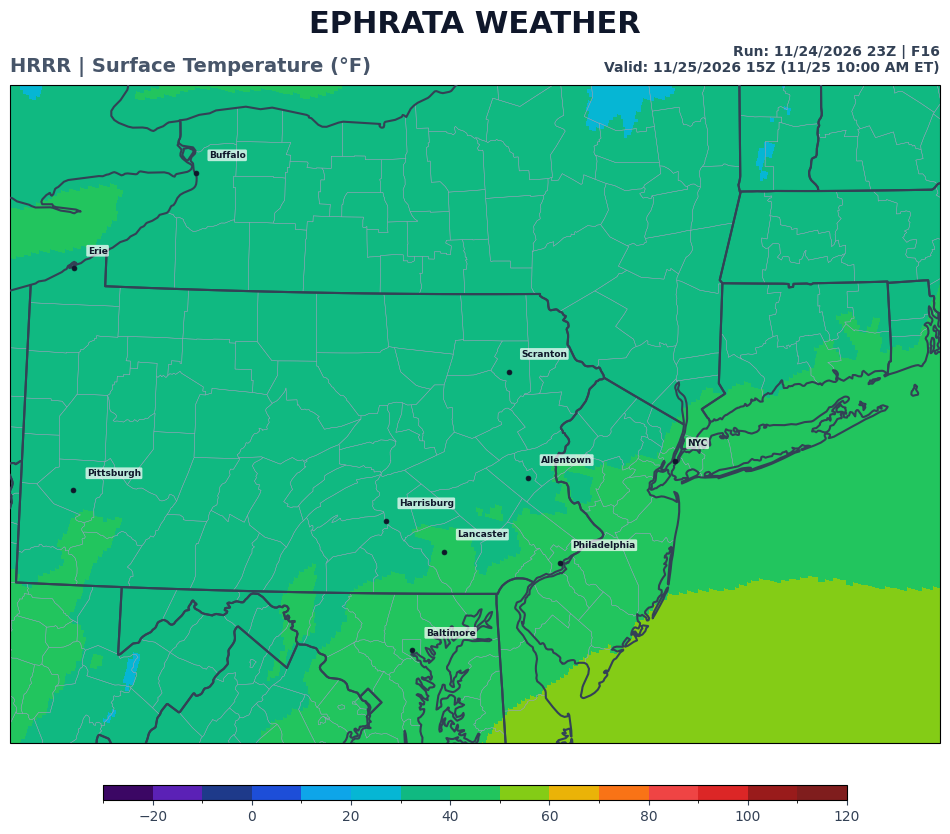 EPHRATA WEATHER
HRRR | Surface Temperature (°F)
Run: 11/24/2026 23Z | F16
Valid: 11/25/2026 15Z (11/25 10:00 AM ET)
Buffalo
Erie
Scranton
NYC
Allentown
Pittsburgh
Harrisburg
Lancaster
Philadelphia
Baltimore
−20 0 20 40 60 80 100 120